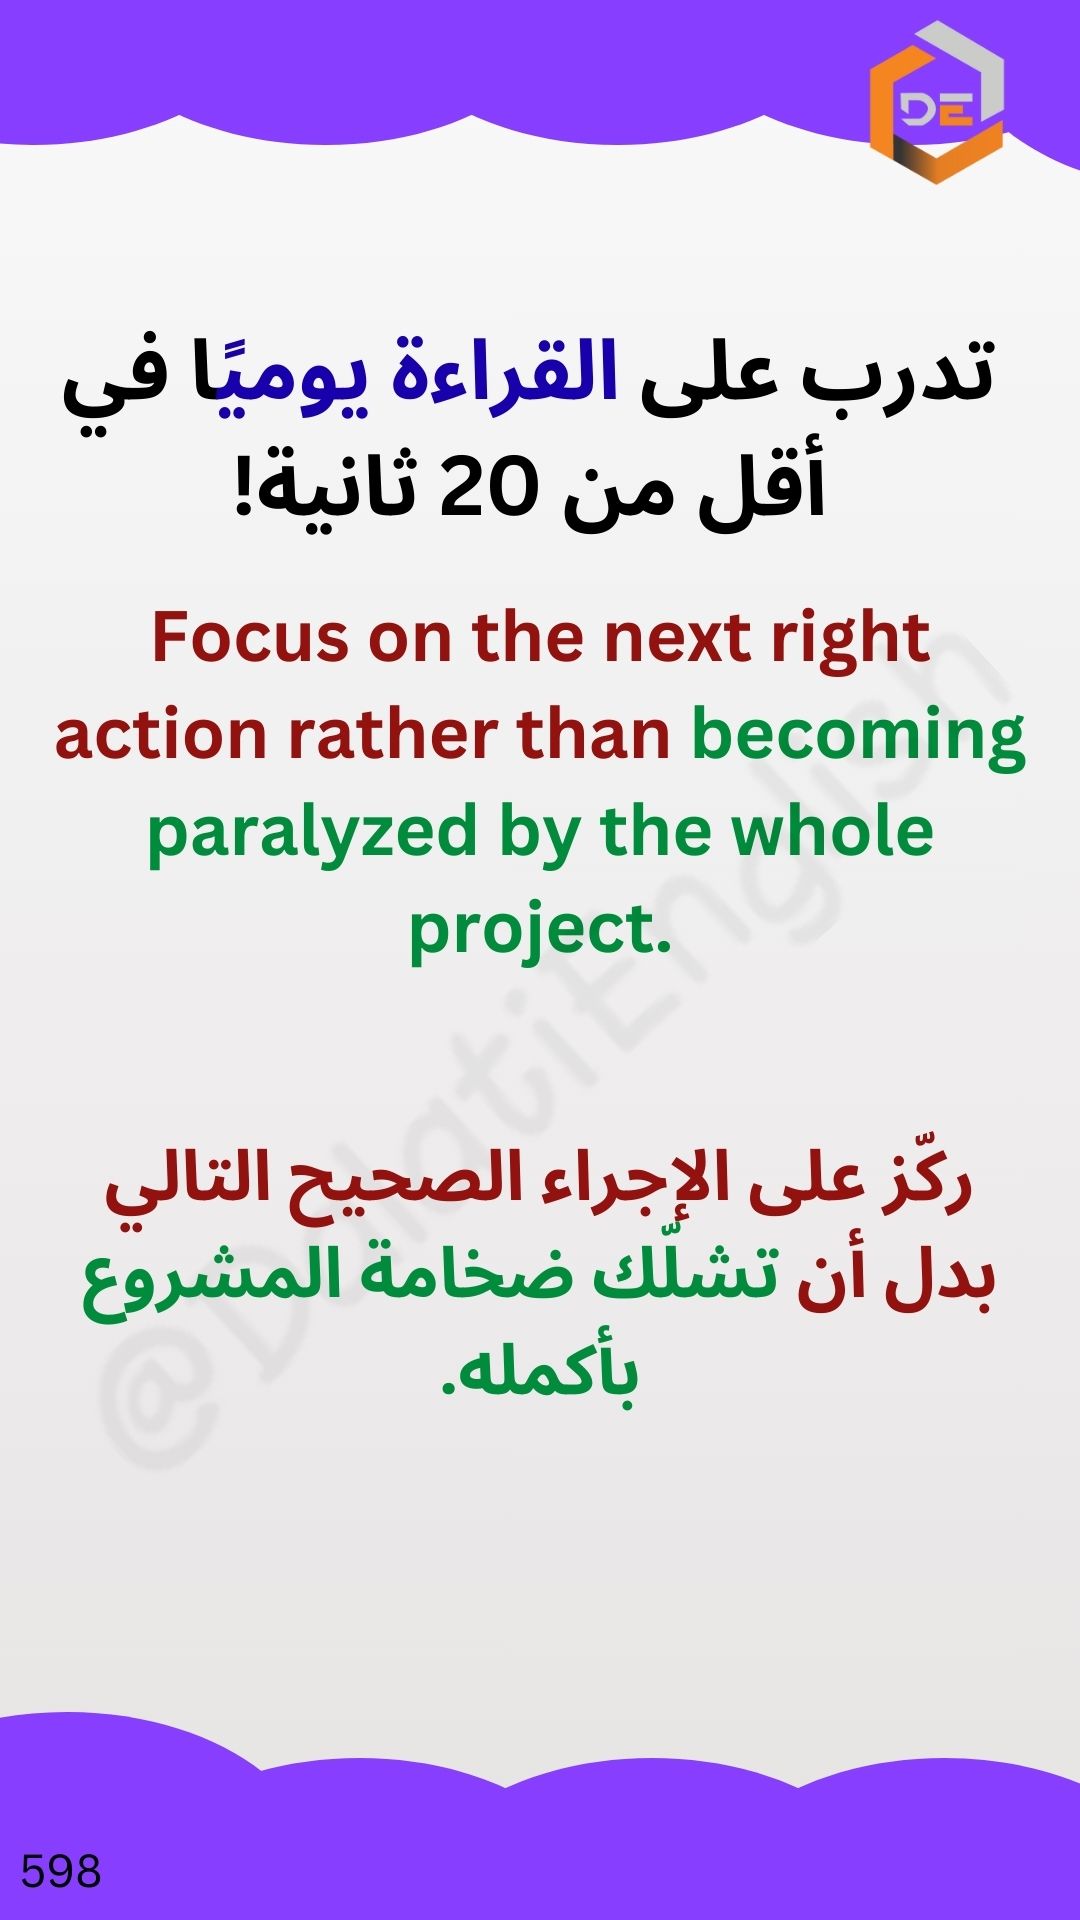 DE
تدرب على القراءة يوميًا في
أقل من 20 ثانية!
Focus on the next right
action rather than becoming
paralyzed by the whole
project.
ركّز على الإجراء الصحيح التالي
بدل أن تشلّك ضخامة المشروع
بأكمله.
@DalatiEnglish
598